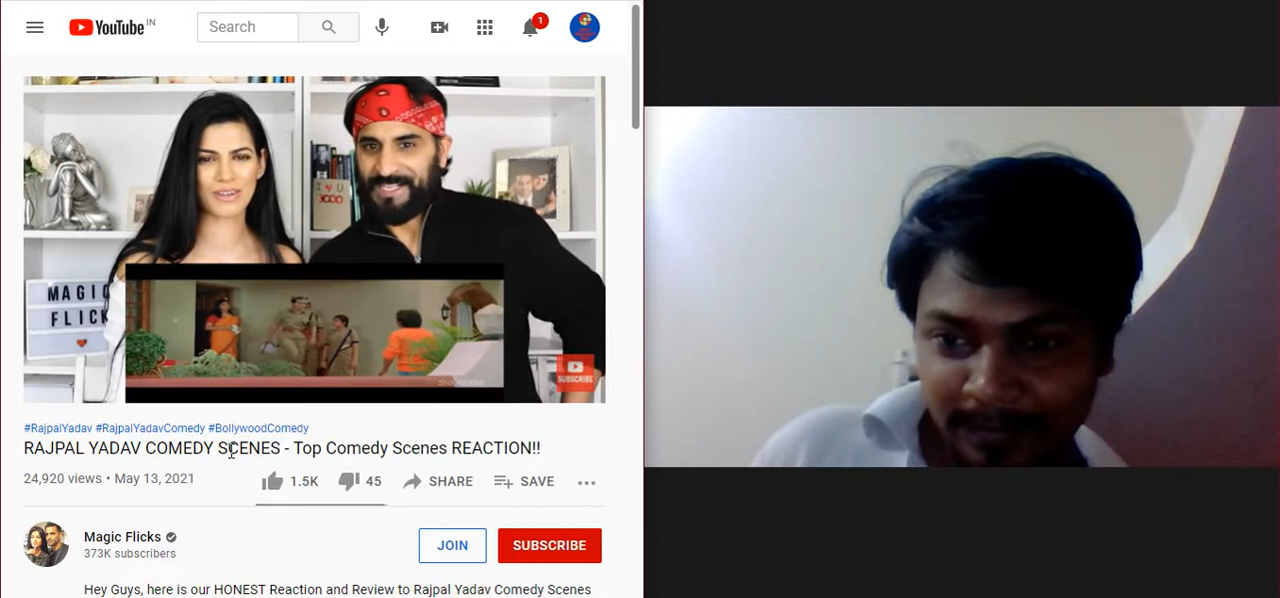 YouTube IN
Search
1
I ♥ U
3000
MAGIC
FLICK
SUBSCRIBE
#RajpalYadav #RajpalYadavComedy #BollywoodComedy
RAJPAL YADAV COMEDY SCENES - Top Comedy Scenes REACTION!!
24,920 views • May 13, 2021
1.5K
45
SHARE
SAVE
Magic Flicks
373K subscribers
JOIN
SUBSCRIBE
Hey Guys, here is our HONEST Reaction and Review to Rajpal Yadav Comedy Scenes